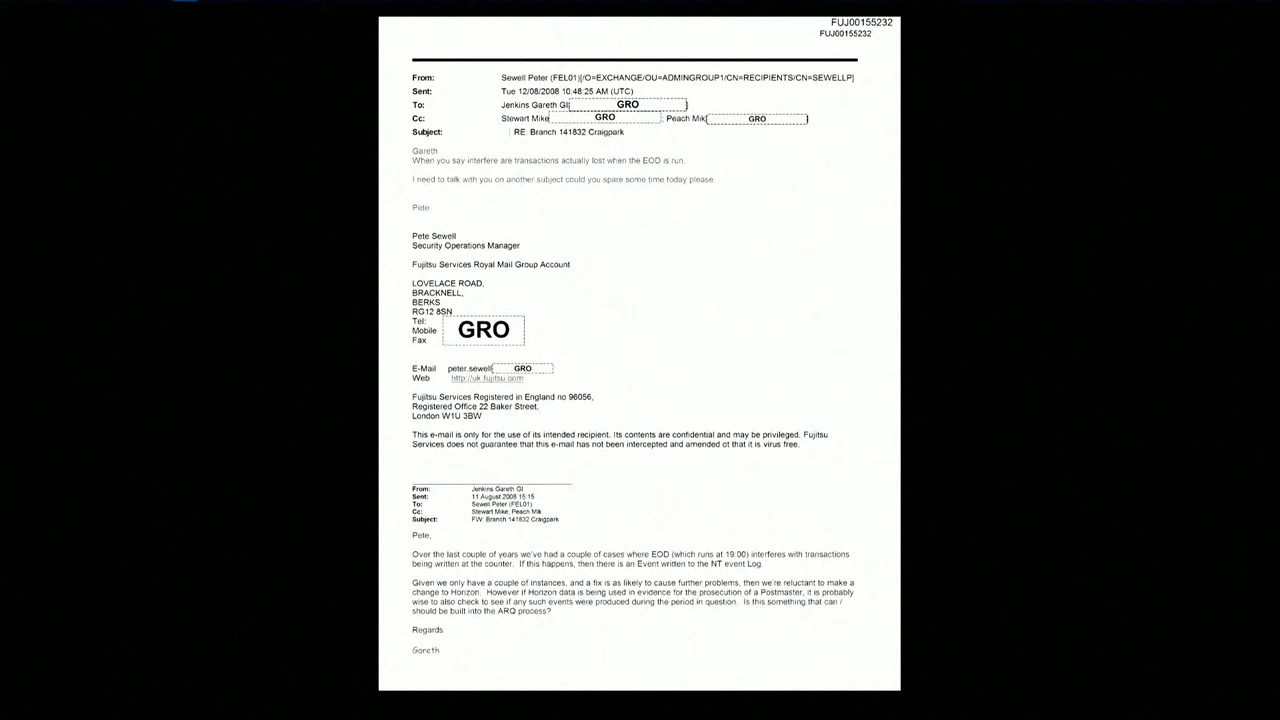 FUJ00155232
FUJ00155232
From: Sewell Peter (FEL01)[/O=EXCHANGE/OU=ADMINGROUP1/CN=RECIPIENTS/CN=SEWELLP]
Sent: Tue 12/08/2008 10:48:25 AM (UTC)
To: Jenkins Gareth GI[GRO]
Cc: Stewart Mike[GRO]; Peach Mik[GRO]
Subject: RE: Branch 141832 Craigpark
Gareth
When you say interfere are transactions actually lost when the EOD is run.
I need to talk with you on another subject could you spare some time today please.
Pete
Pete Sewell
Security Operations Manager
Fujitsu Services Royal Mail Group Account
LOVELACE ROAD,
BRACKNELL,
BERKS
RG12 8SN
Tel:
Mobile GRO
Fax
E-Mail peter.sewell GRO
Web http://uk.fujitsu.com
Fujitsu Services Registered in England no 96056,
Registered Office 22 Baker Street,
London W1U 3BW
This e-mail is only for the use of its intended recipient. Its contents are confidential and may be privileged. Fujitsu
Services does not guarantee that this e-mail has not been intercepted and amended ot that it is virus free.
From: Jenkins Gareth GI
Sent: 11 August 2008 15:15
To: Sewell Peter (FEL01)
Cc: Stewart Mike; Peach Mik
Subject: FW: Branch 141832 Craigpark
Pete,
Over the last couple of years we've had a couple of cases where EOD (which runs at 19:00) interferes with transactions
being written at the counter. If this happens, then there is an Event written to the NT event Log.
Given we only have a couple of instances, and a fix is as likely to cause further problems, then we're reluctant to make a
change to Horizon. However if Horizon data is being used in evidence for the prosecution of a Postmaster, it is probably
wise to also check to see if any such events were produced during the period in question. Is this something that can /
should be built into the ARQ process?
Regards
Gareth